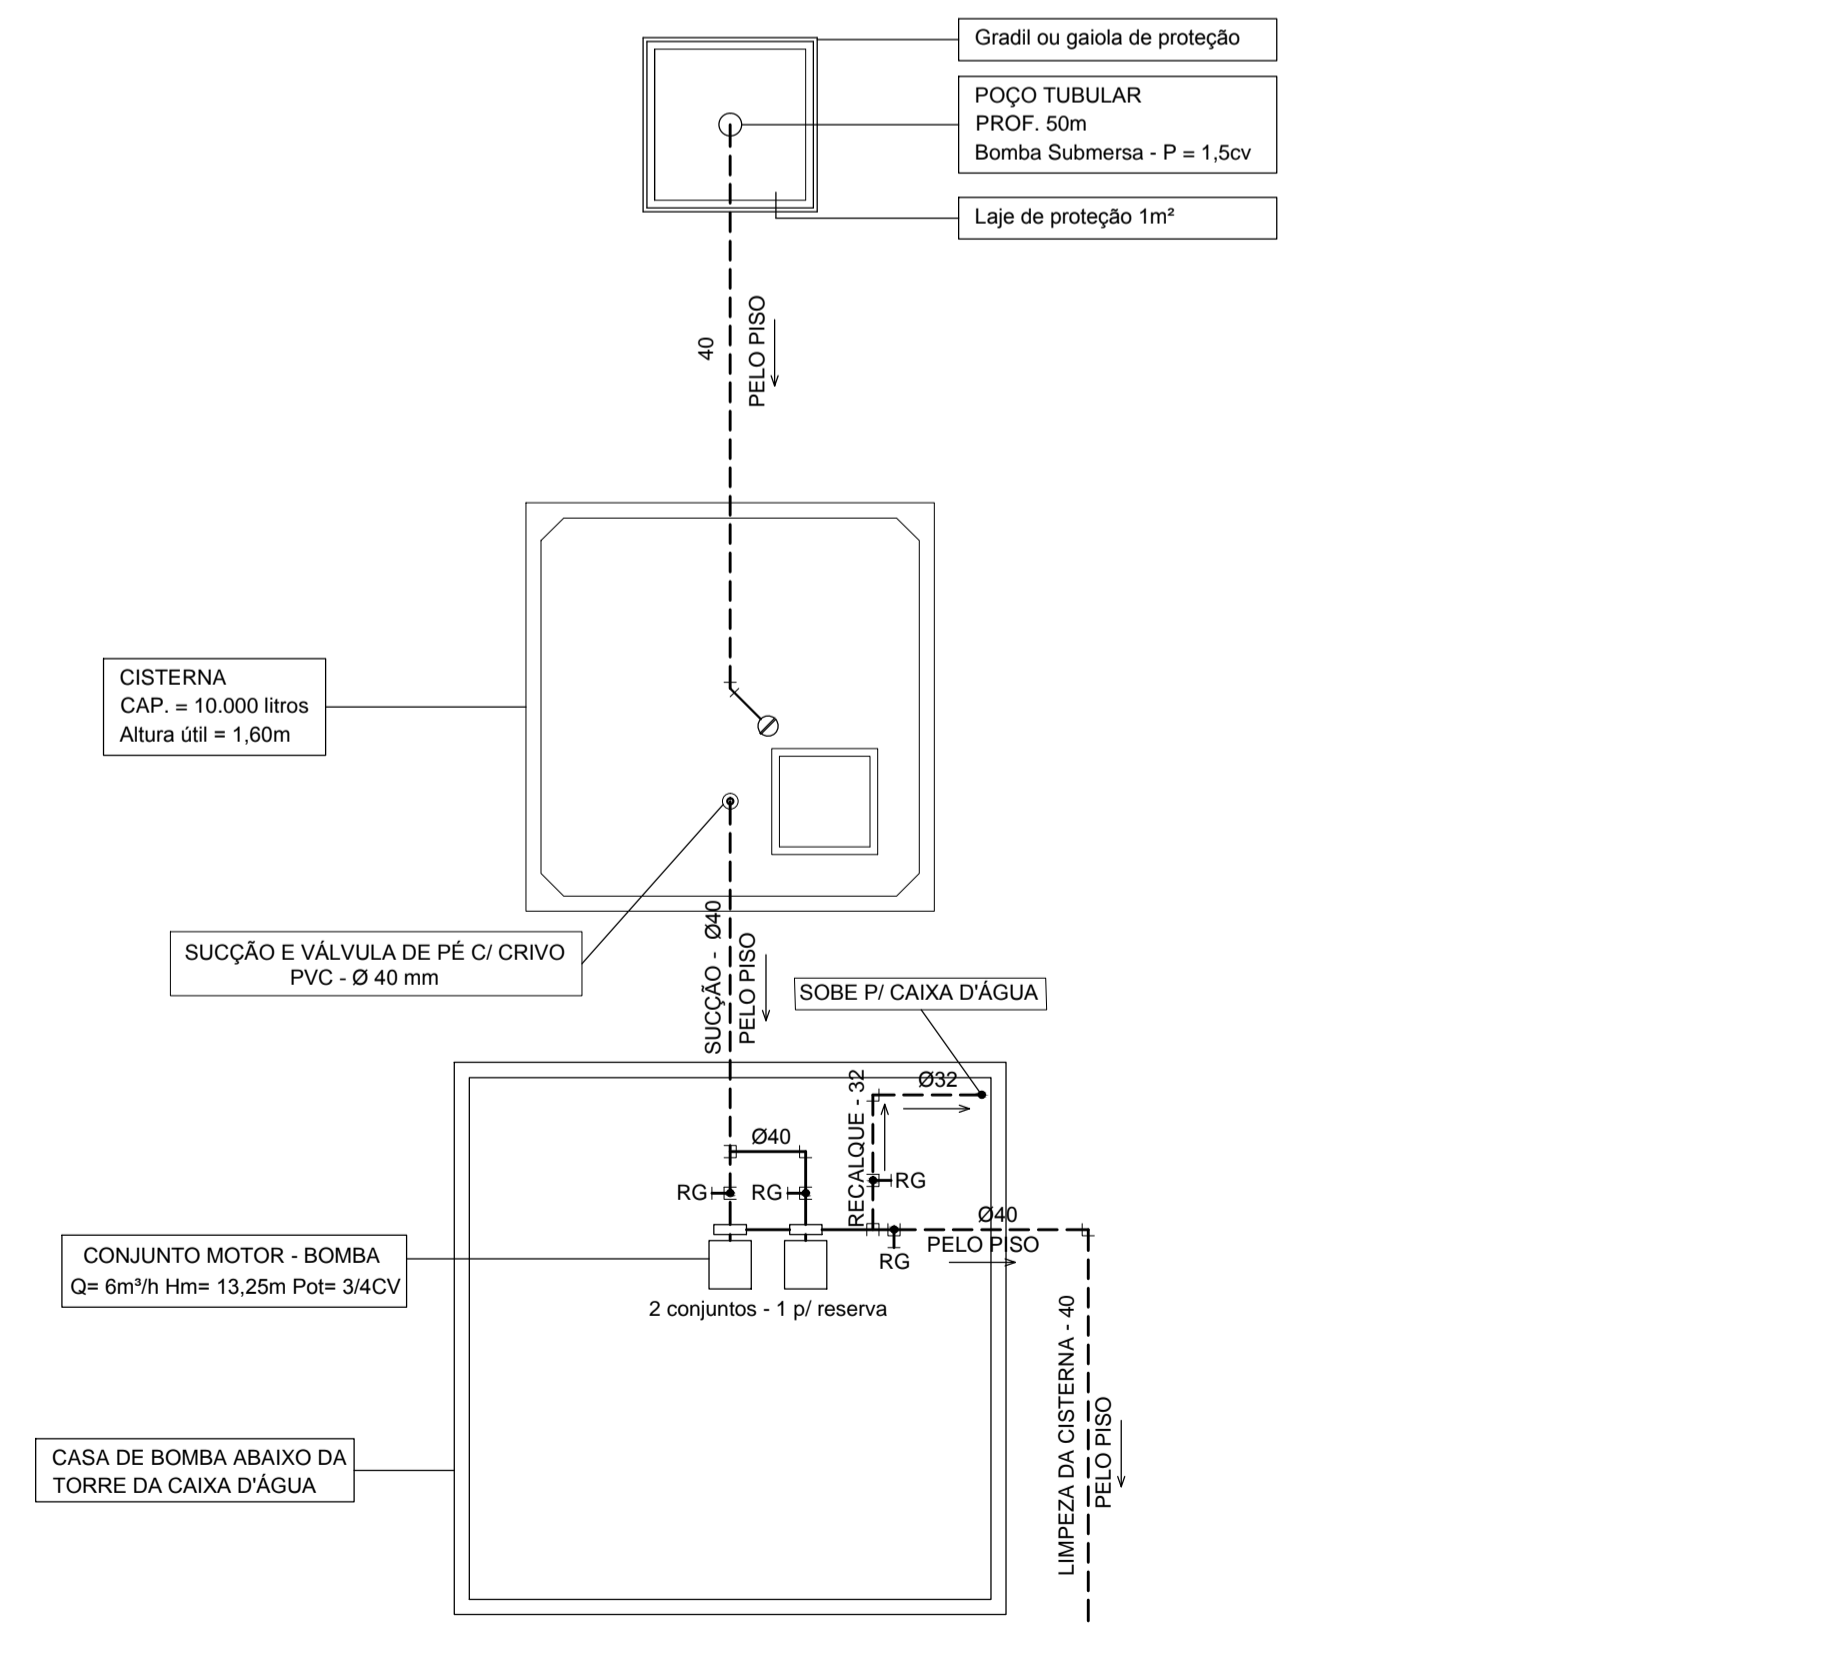 Gradil ou gaiola de proteção
POÇO TUBULAR
PROF. 50m
Bomba Submersa - P = 1,5cv
Laje de proteção 1m²
40
PELO PISO
CISTERNA
CAP. = 10.000 litros
Altura útil = 1,60m
SUCÇÃO E VÁLVULA DE PÉ C/ CRIVO
PVC - Ø 40 mm
SUCÇÃO - Ø40
PELO PISO
SOBE P/ CAIXA D'ÁGUA
Ø32
RECALQUE - 32
Ø40
RG
RG
RG
Ø40
PELO PISO
RG
CONJUNTO MOTOR - BOMBA
Q= 6m³/h Hm= 13,25m Pot= 3/4CV
2 conjuntos - 1 p/ reserva
LIMPEZA DA CISTERNA - 40
PELO PISO
CASA DE BOMBA ABAIXO DA
TORRE DA CAIXA D'ÁGUA